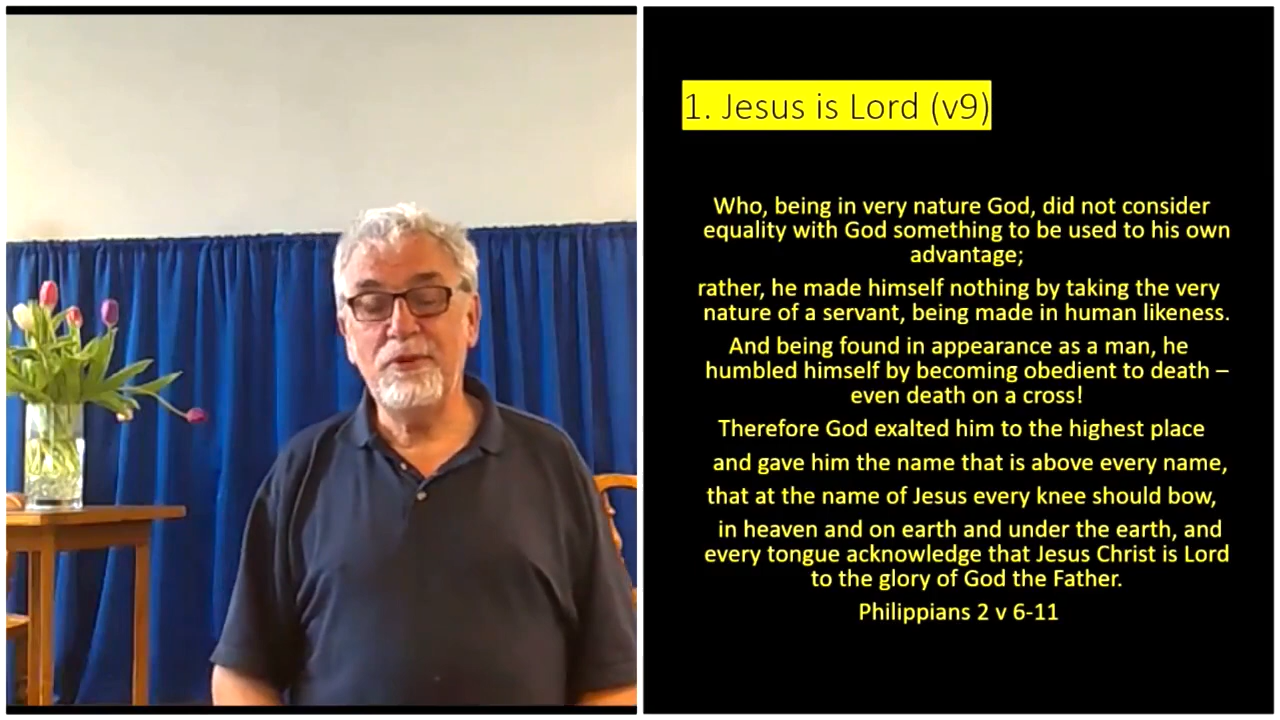 1. Jesus is Lord (v9)
Who, being in very nature God, did not consider
equality with God something to be used to his own
advantage;
rather, he made himself nothing by taking the very
nature of a servant, being made in human likeness.
And being found in appearance as a man, he
humbled himself by becoming obedient to death –
even death on a cross!
Therefore God exalted him to the highest place
and gave him the name that is above every name,
that at the name of Jesus every knee should bow,
in heaven and on earth and under the earth, and
every tongue acknowledge that Jesus Christ is Lord
to the glory of God the Father.
Philippians 2 v 6-11